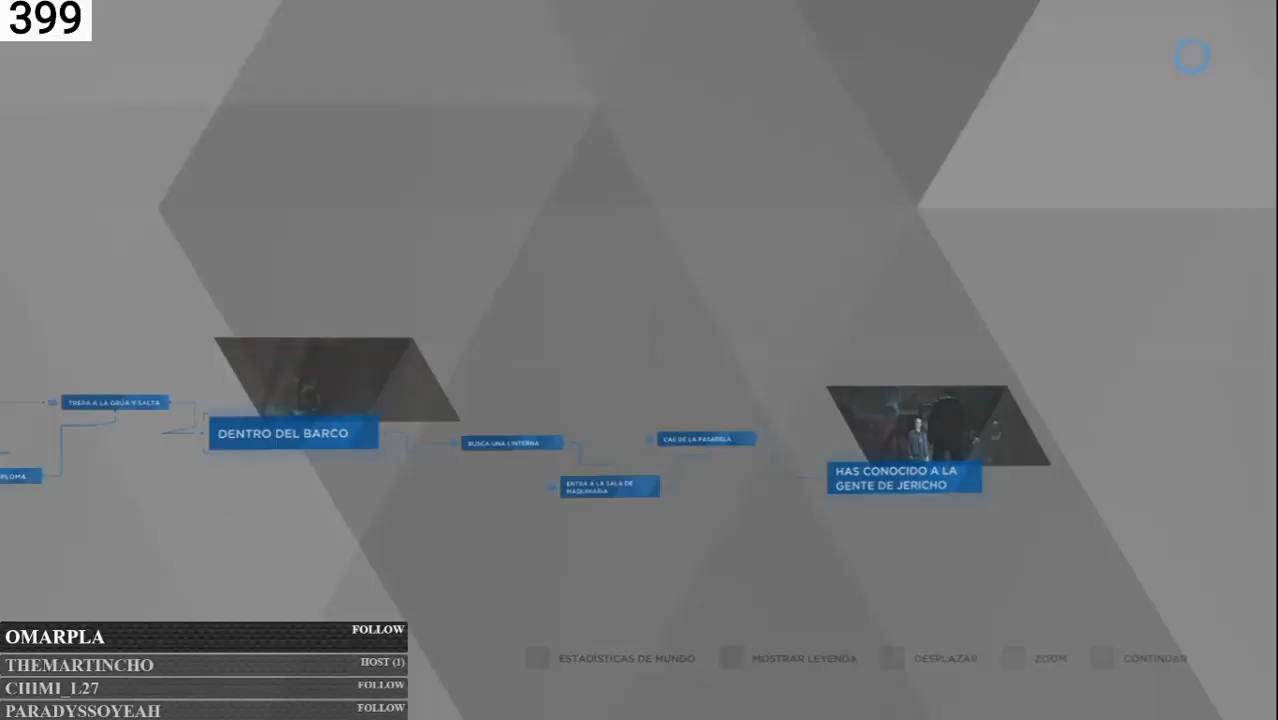 399
TREPA A LA GRÚA Y SALTA
DENTRO DEL BARCO
PLOMA
BUSCA UNA LINTERNA
ENTRA A LA SALA DE
MAQUINARIA
CAE DE LA PASARELA
HAS CONOCIDO A LA
GENTE DE JERICHO
OMARPLA FOLLOW
THEMARTINCHO HOST (1)
CHIMI_L27 FOLLOW
PARADYSSOYEAH FOLLOW
ESTADÍSTICAS DE MUNDO MOSTRAR LEYENDA DESPLAZAR ZOOM CONTINUAR